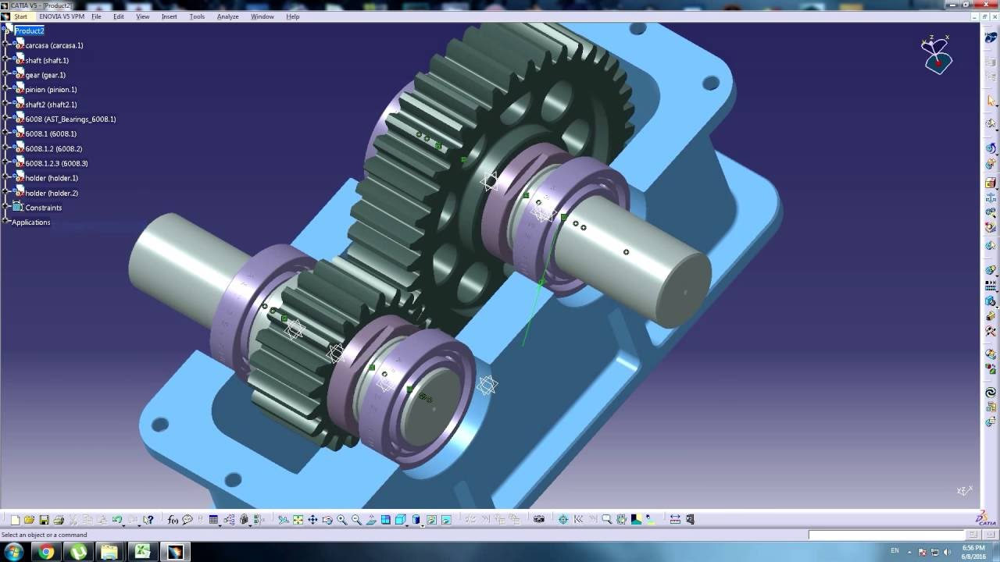 CATIA V5 - [Product2]
Start ENOVIA V5 VPM File Edit View Insert Tools Analyze Window Help
Product2
carcasa (carcasa.1)
shaft (shaft.1)
gear (gear.1)
pinion (pinion.1)
shaft2 (shaft2.1)
6008 (AST_Bearings_6008.1)
6008.1 (6008.1)
6008.1.2 (6008.2)
6008.1.2.3 (6008.3)
holder (holder.1)
holder (holder.2)
Constraints
Applications
z
x
f(x)
CATIA
Select an object or a command
EN
6:56 PM
6/8/2016